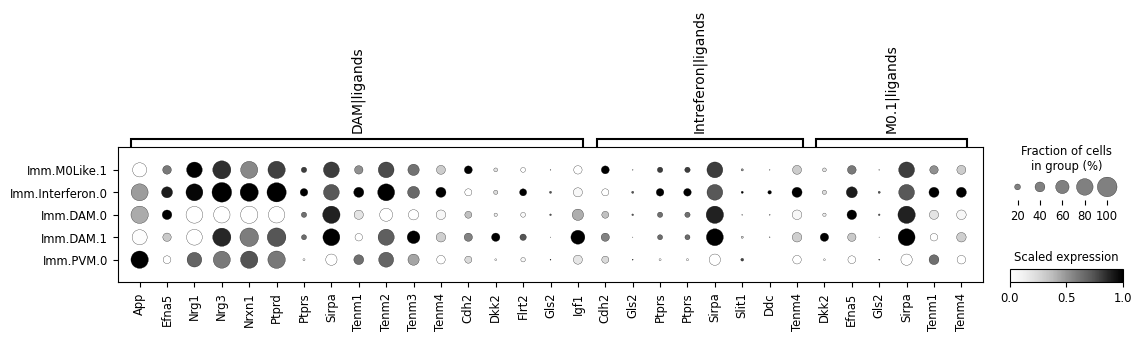 DAM|ligands
Intreferon|ligands
M0.1|ligands
Imm.M0Like.1
Imm.Interferon.0
Imm.DAM.0
Imm.DAM.1
Imm.PVM.0
App
Efna5
Nrg1
Nrg3
Nrxn1
Ptprd
Ptprs
Sirpa
Tenm1
Tenm2
Tenm3
Tenm4
Cdh2
Dkk2
Flrt2
Gls2
Igf1
Cdh2
Gls2
Ptprs
Ptprs
Sirpa
Slit1
Ddc
Tenm4
Dkk2
Efna5
Gls2
Sirpa
Tenm1
Tenm4
Fraction of cells
in group (%)
20 40 60 80 100
Scaled expression
0.0 0.5 1.0